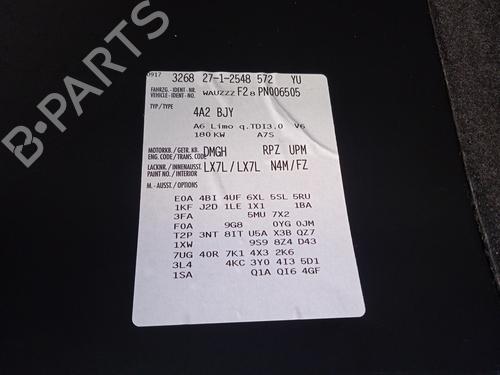 0917
3268 27-1-2548 572 YU
FAHRZG.-IDENT-NR.
VEHICLE-IDENT-NO.
WAUZZZ F2 8 PN006505
TYP/TYPE
4A2 BJY
A6 Limo q.TDI3.0 V6
180 KW A7S
MOTORKB. / GETR. KB.
ENG. CODE / TRANS. CODE
DMGH RPZ UPM
LACKNR. / INNENAUSST.
PAINT NO. / INTERIOR
LX7L / LX7L N4M / FZ
M.-AUSST. / OPTIONS
E0A 4BI 4UF 6XL 5SL 5RU
1KF J2D 1LE 1X1 1BA
3FA 5MU 7X2
F0A 9G8 0YG 0JM
T2P 3NT 8IT U5A X3B QZ7
1XW 9S9 8Z4 D43
7UG 40R 7K1 4X3 2K6
3L4 4KC 3Y0 4I3 5D1
1SA Q1A QI6 4GF
B-PARTS